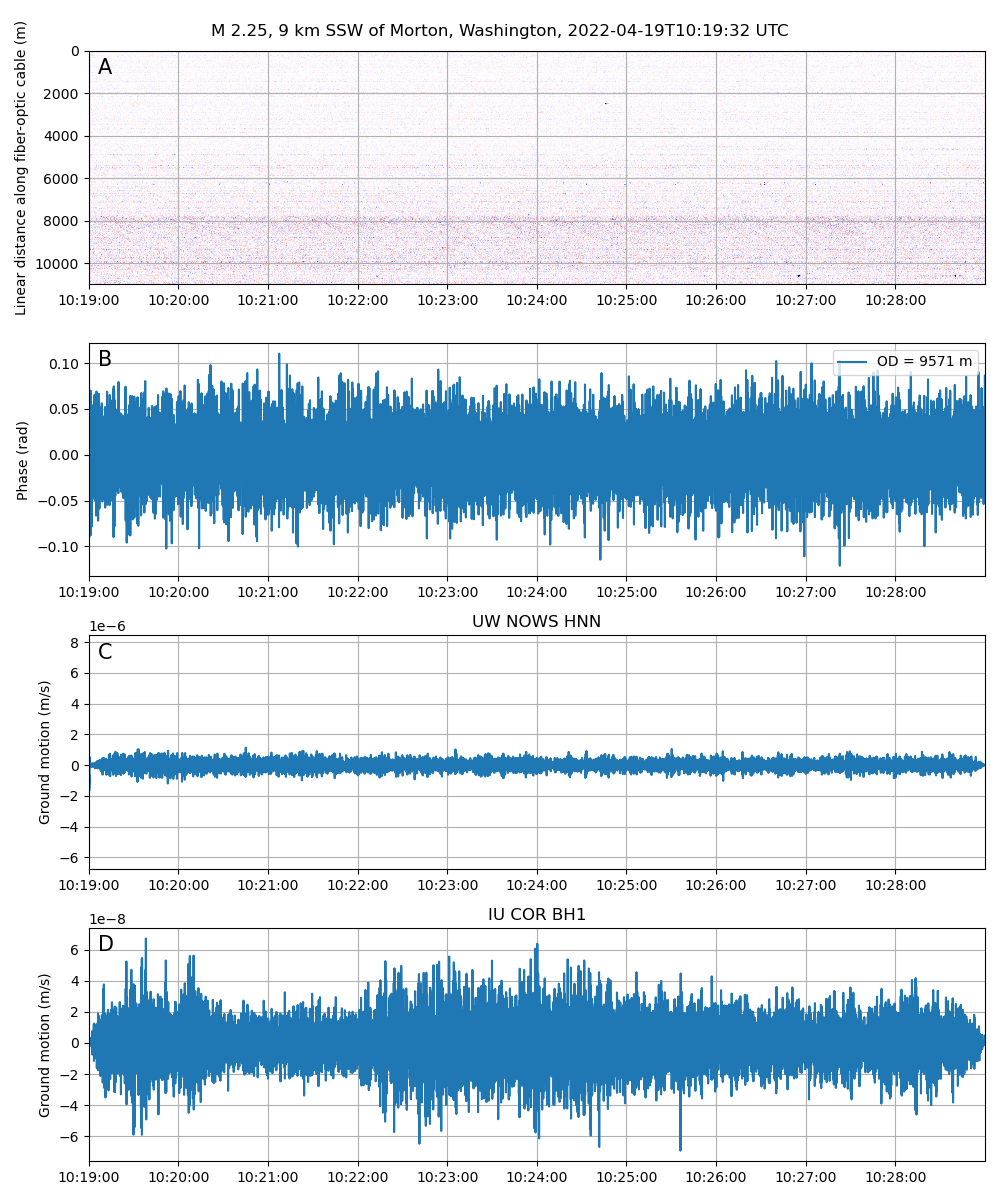 M 2.25, 9 km SSW of Morton, Washington, 2022-04-19T10:19:32 UTC
A
Linear distance along fiber-optic cable (m)
0
2000
4000
6000
8000
10000
10:19:00 10:20:00 10:21:00 10:22:00 10:23:00 10:24:00 10:25:00 10:26:00 10:27:00 10:28:00
B
OD = 9571 m
Phase (rad)
0.10
0.05
0.00
−0.05
−0.10
10:19:00 10:20:00 10:21:00 10:22:00 10:23:00 10:24:00 10:25:00 10:26:00 10:27:00 10:28:00
UW NOWS HNN
1e−6
C
Ground motion (m/s)
8
6
4
2
0
−2
−4
−6
10:19:00 10:20:00 10:21:00 10:22:00 10:23:00 10:24:00 10:25:00 10:26:00 10:27:00 10:28:00
IU COR BH1
1e−8
D
Ground motion (m/s)
6
4
2
0
−2
−4
−6
10:19:00 10:20:00 10:21:00 10:22:00 10:23:00 10:24:00 10:25:00 10:26:00 10:27:00 10:28:00